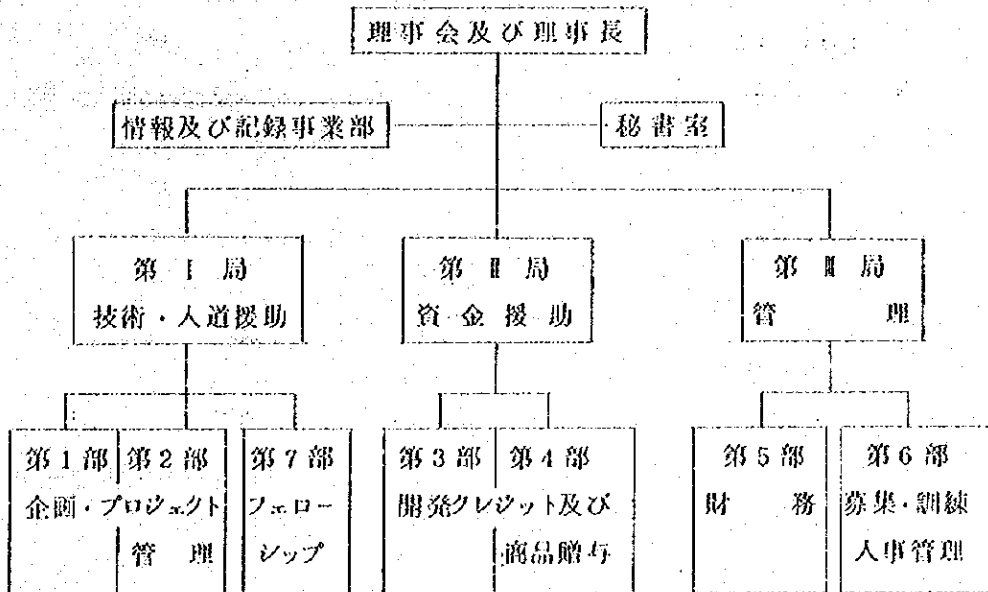 理事会及び理事長
情報及び記録事業部
秘書室
第Ⅰ局
技術・人道援助
第Ⅱ局
資金援助
第Ⅲ局
管理
第1部 第2部
企画・プロジェクト
管理
第7部
フェロー
シップ
第3部 第4部
開発クレジット及び
商品贈与
第5部
財務
第6部
募集・訓練
人事管理